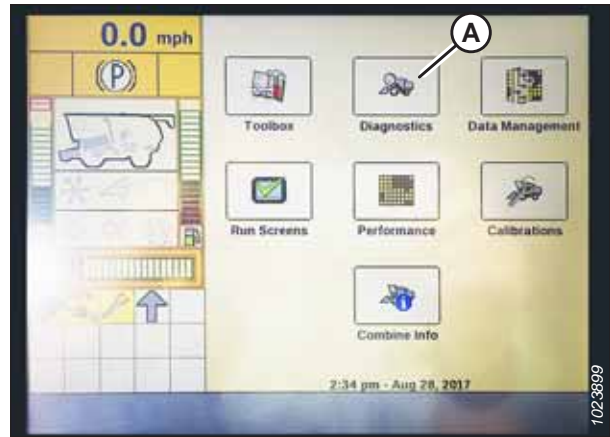 0.0 mph
(P)
A
Toolbox
Diagnostics
Data Management
Run Screens
Performance
Calibrations
Combine Info
2:34 pm - Aug 28, 2017
1023899